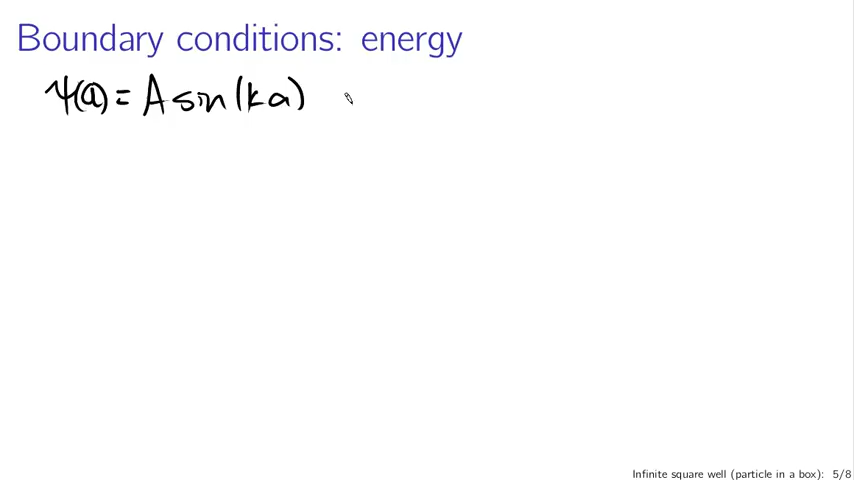 Boundary conditions: energy
ψ(a) = A sin(ka)
Infinite square well (particle in a box): 5/8